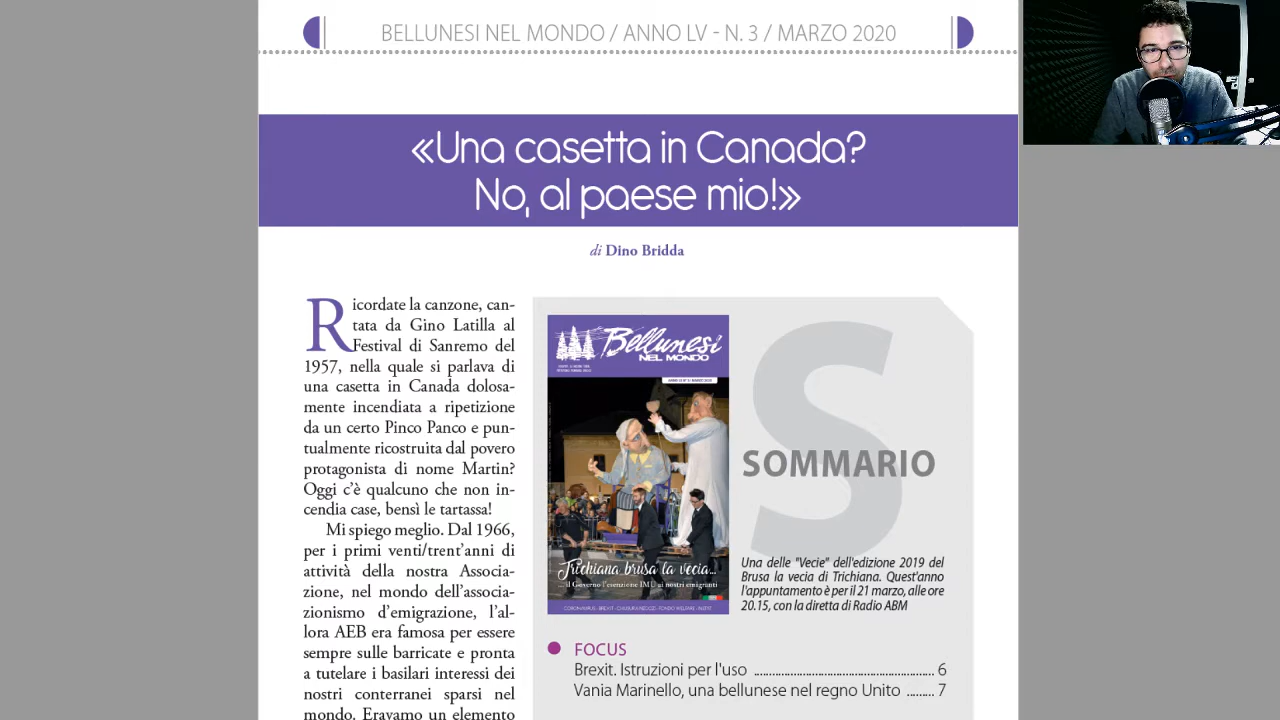 BELLUNESI NEL MONDO / ANNO LV - N. 3 / MARZO 2020
«Una casetta in Canada?
No, al paese mio!»
di Dino Bridda
Ricordate la canzone, can-
tata da Gino Latilla al
Festival di Sanremo del
1957, nella quale si parlava di
una casetta in Canada dolosa-
mente incendiata a ripetizione
da un certo Pinco Panco e pun-
tualmente ricostruita dal povero
protagonista di nome Martin?
Oggi c'è qualcuno che non in-
cendia case, bensì le tartassa!
Mi spiego meglio. Dal 1966,
per i primi venti/trent'anni di
attività della nostra Associa-
zione, nel mondo dell'associa-
zionismo d'emigrazione, l'al-
lora AEB era famosa per essere
sempre sulle barricate e pronta
a tutelare i basilari interessi dei
nostri conterranei sparsi nel
mondo. Eravamo un elemento
Bellunesi
NEL MONDO
Trichiana brusa la vecia...
...il Governo l'esenzione IMU ai nostri emigranti
S
SOMMARIO
Una delle "Vecie" dell'edizione 2019 del
Brusa la vecia di Trichiana. Quest'anno
l'appuntamento è per il 21 marzo, alle ore
20.15, con la diretta di Radio ABM
FOCUS
Brexit. Istruzioni per l'uso 6
Vania Marinello, una bellunese nel regno Unito 7